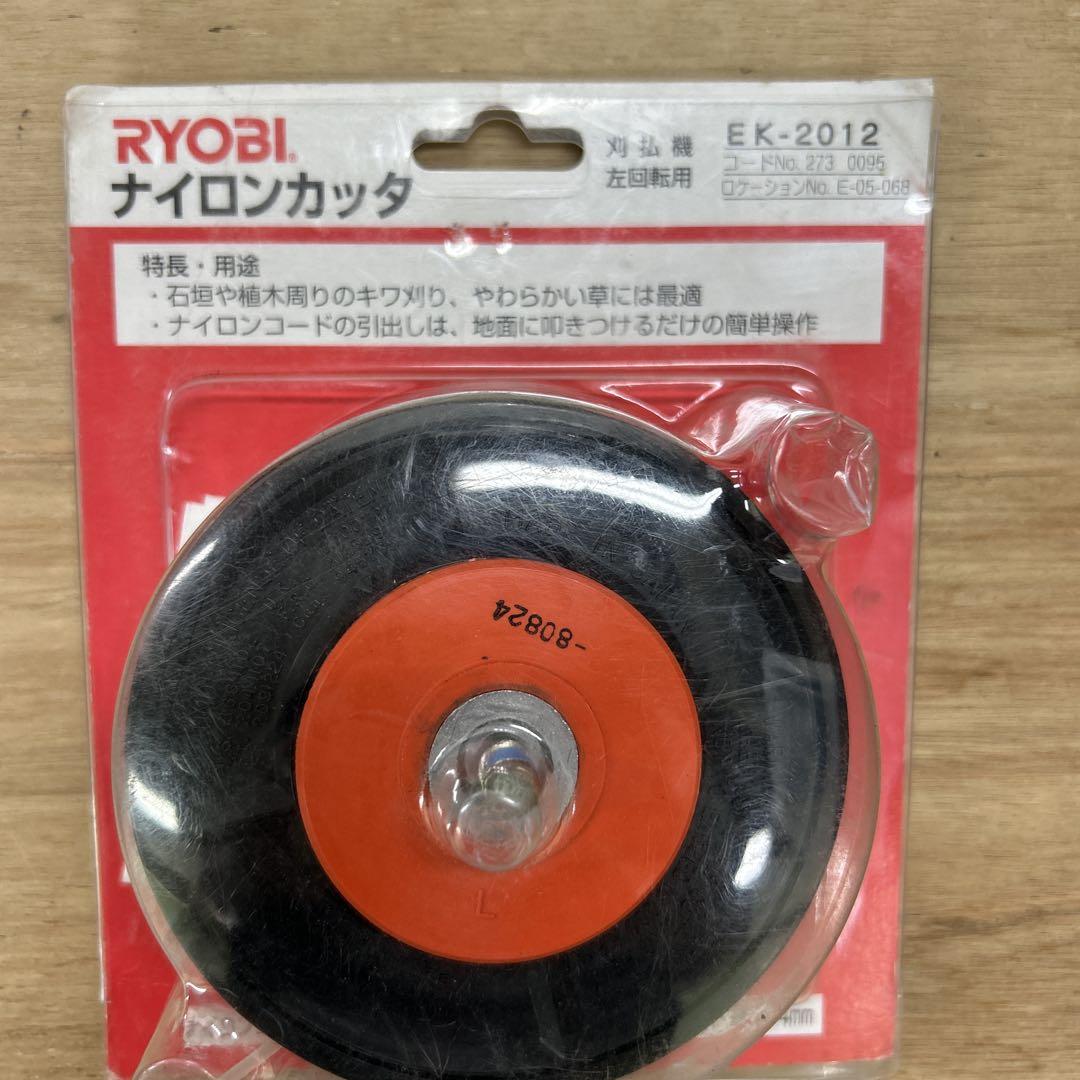 RYOBI
ナイロンカッタ
刈払機
左回転用
EK-2012
コードNo. 273 0095
ロケーションNo. E-05-068
特長・用途
・石垣や植木周りのキワ刈り、やわらかい草には最適
・ナイロンコードの引出しは、地面に叩きつけるだけの簡単操作
-80824
L
mm